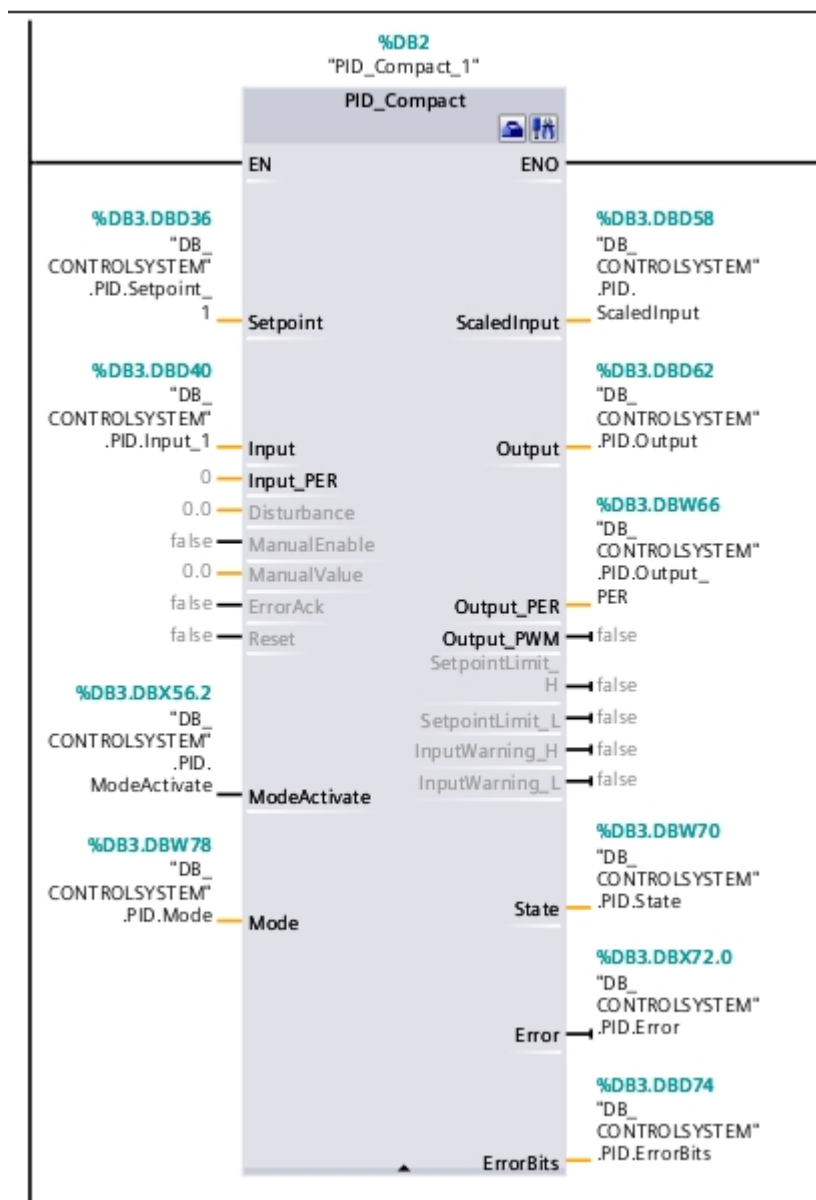 %DB2
"PID_Compact_1"
PID_Compact
EN
ENO
%DB3.DBD36
"DB_
CONTROLSYSTEM"
.PID.Setpoint_
1
Setpoint
%DB3.DBD58
"DB_
CONTROLSYSTEM"
.PID.
ScaledInput
ScaledInput
%DB3.DBD40
"DB_
CONTROLSYSTEM"
.PID.Input_1
Input
%DB3.DBD62
"DB_
CONTROLSYSTEM"
.PID.Output
Output
0
Input_PER
0.0
Disturbance
false
ManualEnable
0.0
ManualValue
false
ErrorAck
false
Reset
%DB3.DBW66
"DB_
CONTROLSYSTEM"
.PID.Output_
PER
Output_PER
Output_PWM
false
SetpointLimit_
H
false
SetpointLimit_L
false
InputWarning_H
false
InputWarning_L
false
%DB3.DBX56.2
"DB_
CONTROLSYSTEM"
.PID.
ModeActivate
ModeActivate
%DB3.DBW78
"DB_
CONTROLSYSTEM"
.PID.Mode
Mode
%DB3.DBW70
"DB_
CONTROLSYSTEM"
.PID.State
State
%DB3.DBX72.0
"DB_
CONTROLSYSTEM"
.PID.Error
Error
%DB3.DBD74
"DB_
CONTROLSYSTEM"
.PID.ErrorBits
ErrorBits